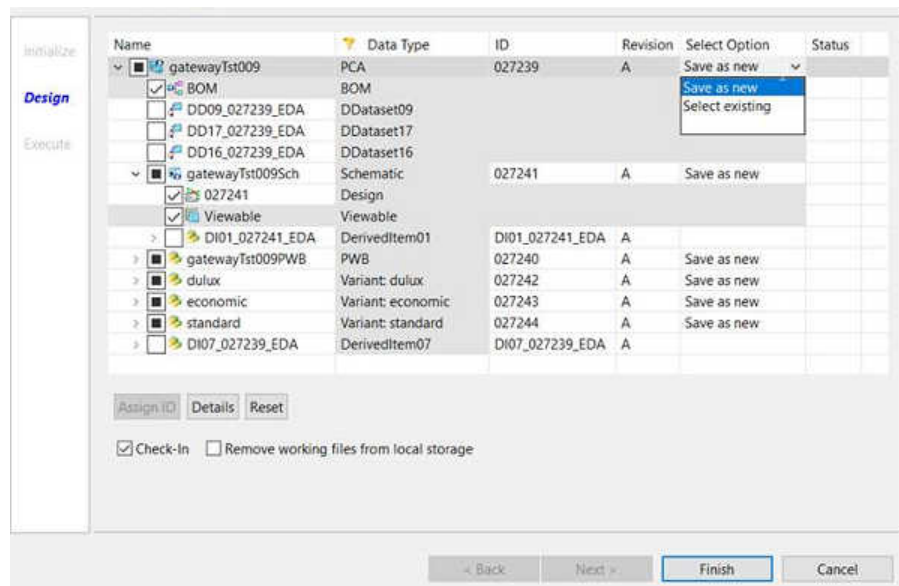 Initialize
Design
Execute
Name Data Type ID Revision Select Option Status
gatewayTst009 PCA 027239 A Save as new
BOM BOM Save as new
DD09_027239_EDA DDataset09 Select existing
DD17_027239_EDA DDataset17
DD16_027239_EDA DDataset16
gatewayTst009Sch Schematic 027241 A Save as new
027241 Design
Viewable Viewable
DI01_027241_EDA DerivedItem01 DI01_027241_EDA A
gatewayTst009PWB PWB 027240 A Save as new
dulux Variant: dulux 027242 A Save as new
economic Variant: economic 027243 A Save as new
standard Variant: standard 027244 A Save as new
DI07_027239_EDA DerivedItem07 DI07_027239_EDA A
Assign ID Details Reset
Check-In Remove working files from local storage
< Back Next > Finish Cancel